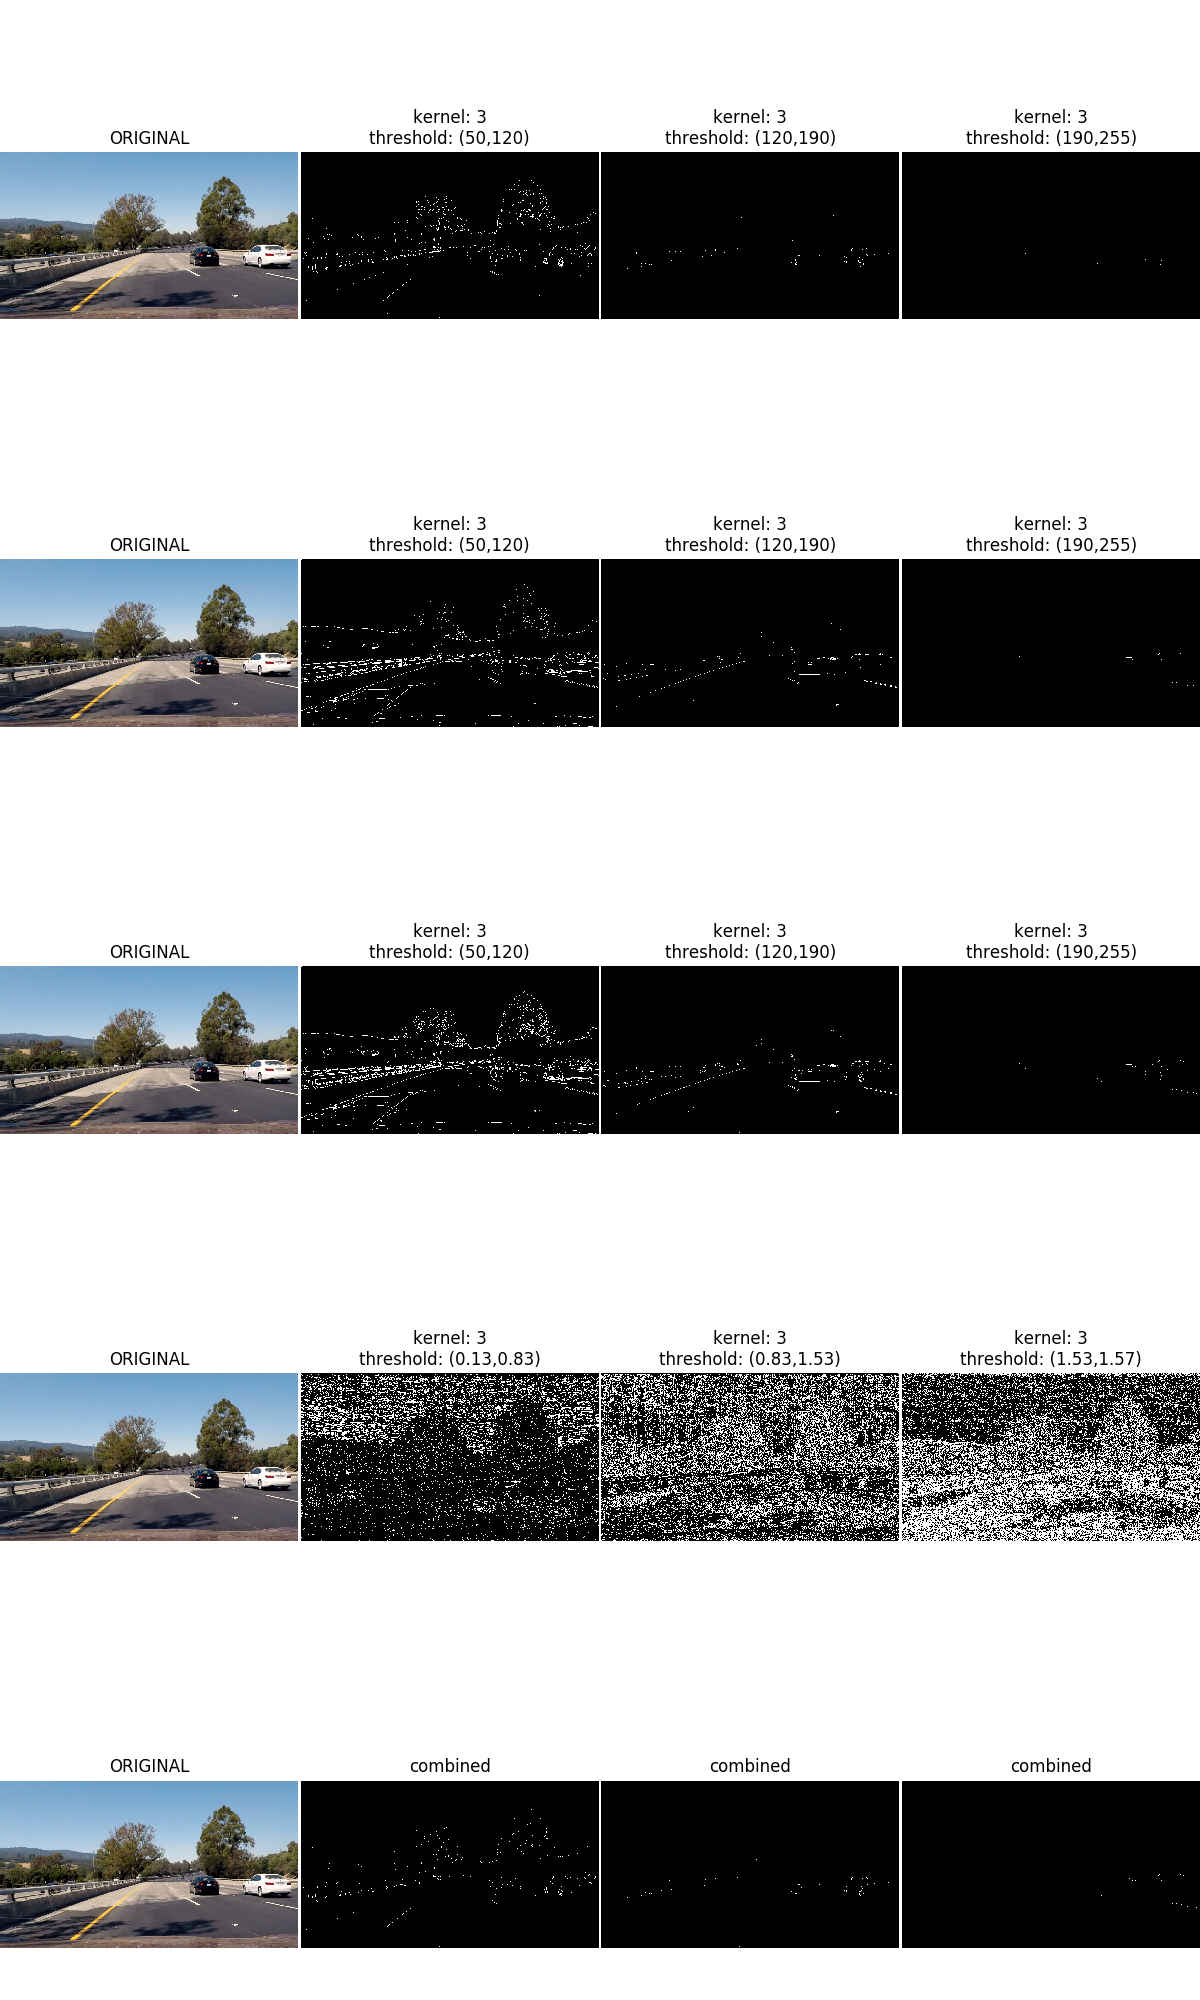 ORIGINAL
kernel: 3
threshold: (50,120)
kernel: 3
threshold: (120,190)
kernel: 3
threshold: (190,255)
ORIGINAL
kernel: 3
threshold: (50,120)
kernel: 3
threshold: (120,190)
kernel: 3
threshold: (190,255)
ORIGINAL
kernel: 3
threshold: (50,120)
kernel: 3
threshold: (120,190)
kernel: 3
threshold: (190,255)
ORIGINAL
kernel: 3
threshold: (0.13,0.83)
kernel: 3
threshold: (0.83,1.53)
kernel: 3
threshold: (1.53,1.57)
ORIGINAL
combined
combined
combined